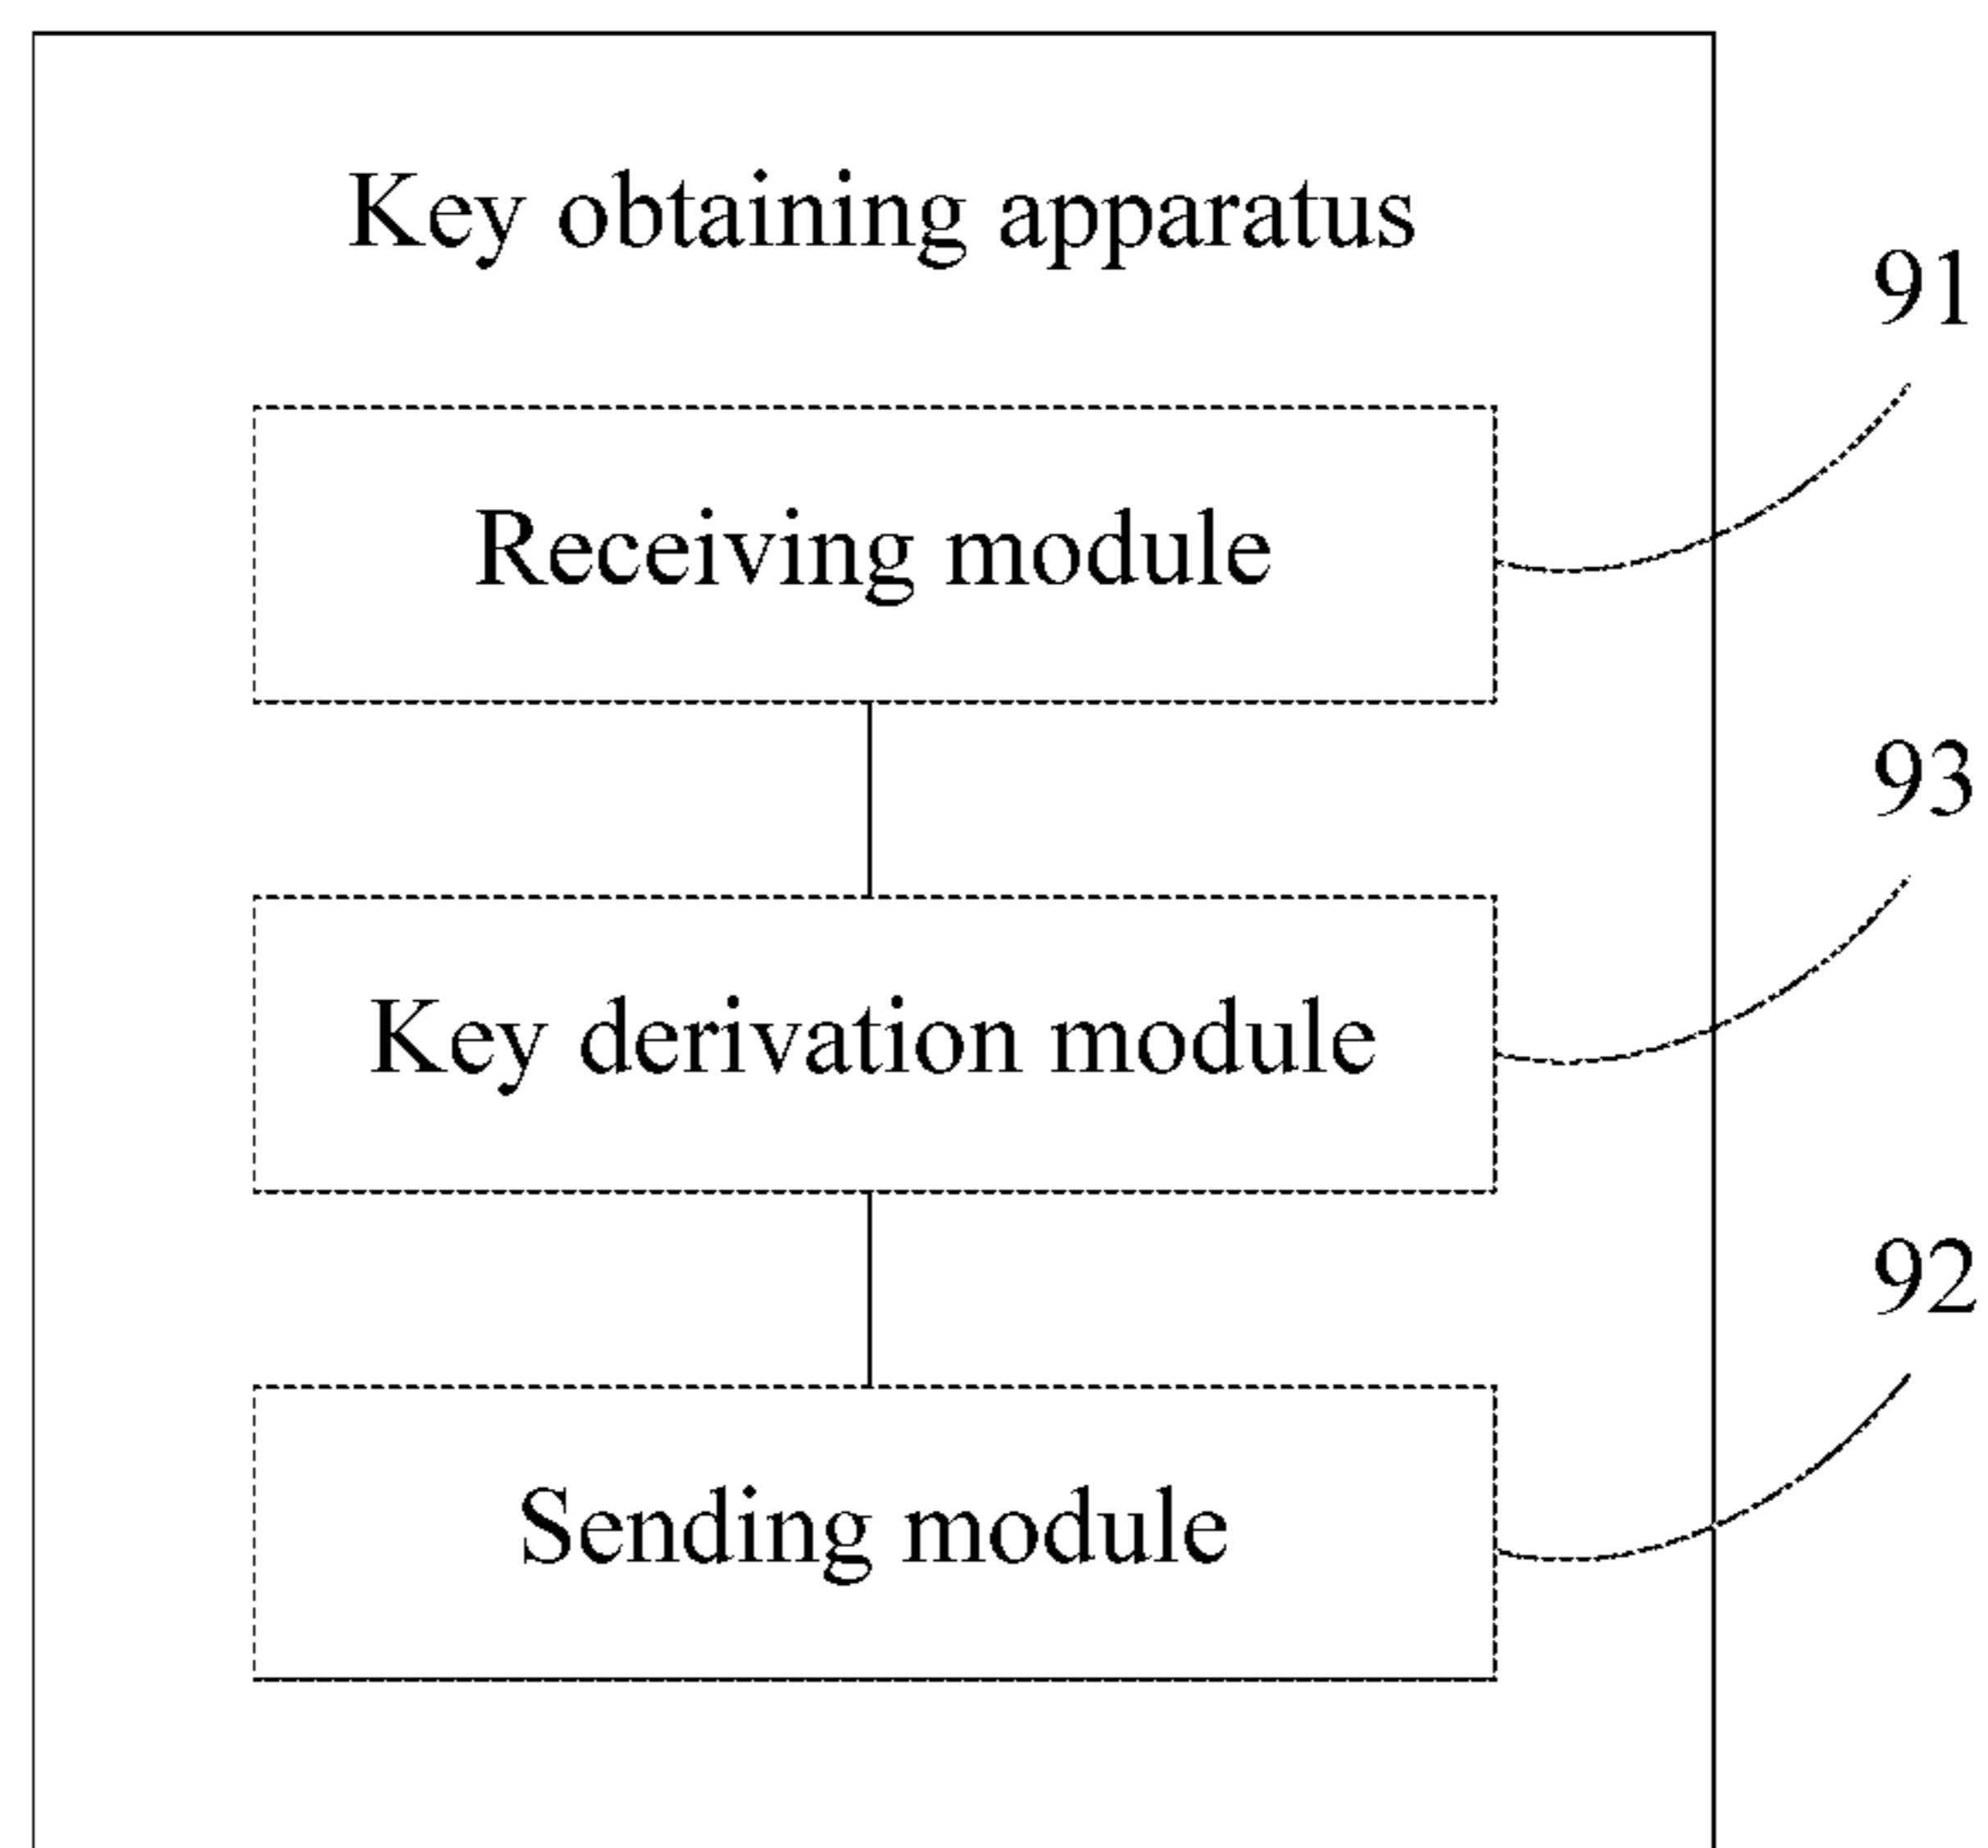 Key obtaining apparatus
91
Receiving module
93
Key derivation module
92
Sending module